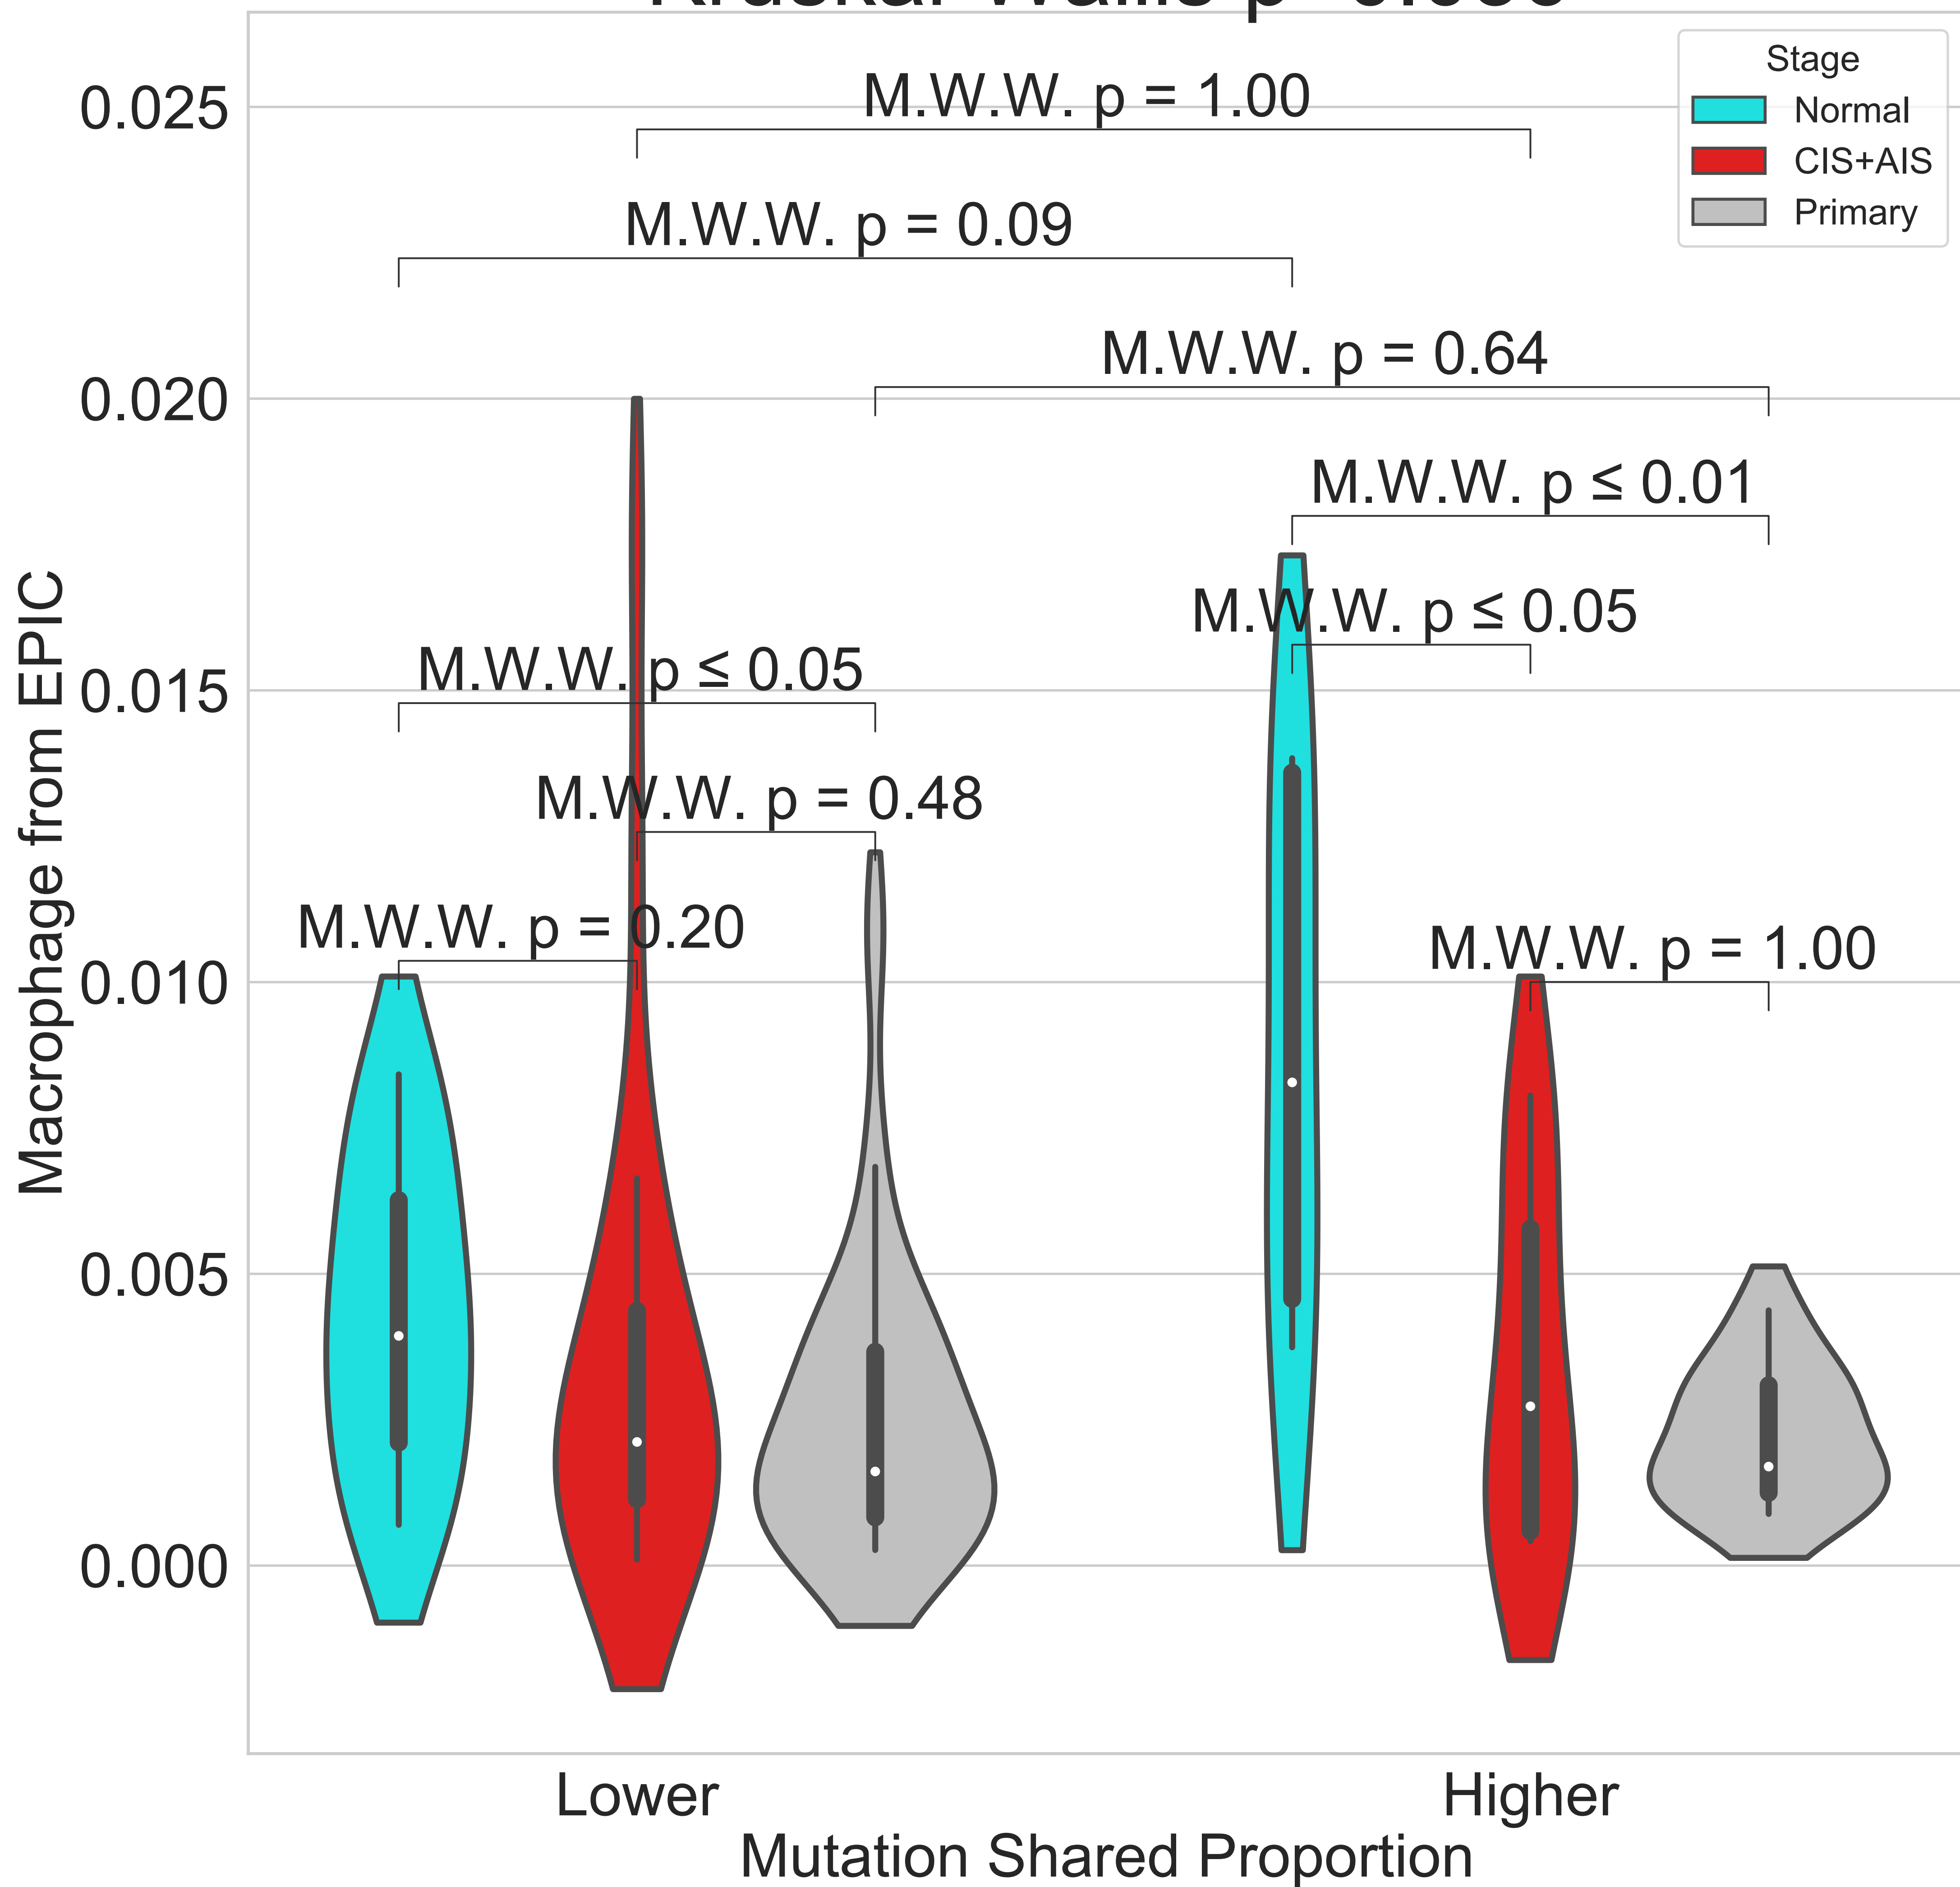 Stage
Normal
CIS+AIS
Primary
M.W.W. p = 1.00
M.W.W. p = 0.09
M.W.W. p = 0.64
M.W.W. p ≤ 0.01
M.W.W. p ≤ 0.05
M.W.W. p ≤ 0.05
M.W.W. p = 0.48
M.W.W. p = 0.20
M.W.W. p = 1.00
0.025
0.020
0.015
0.010
0.005
0.000
Macrophage from EPIC
Lower
Higher
Mutation Shared Proportion